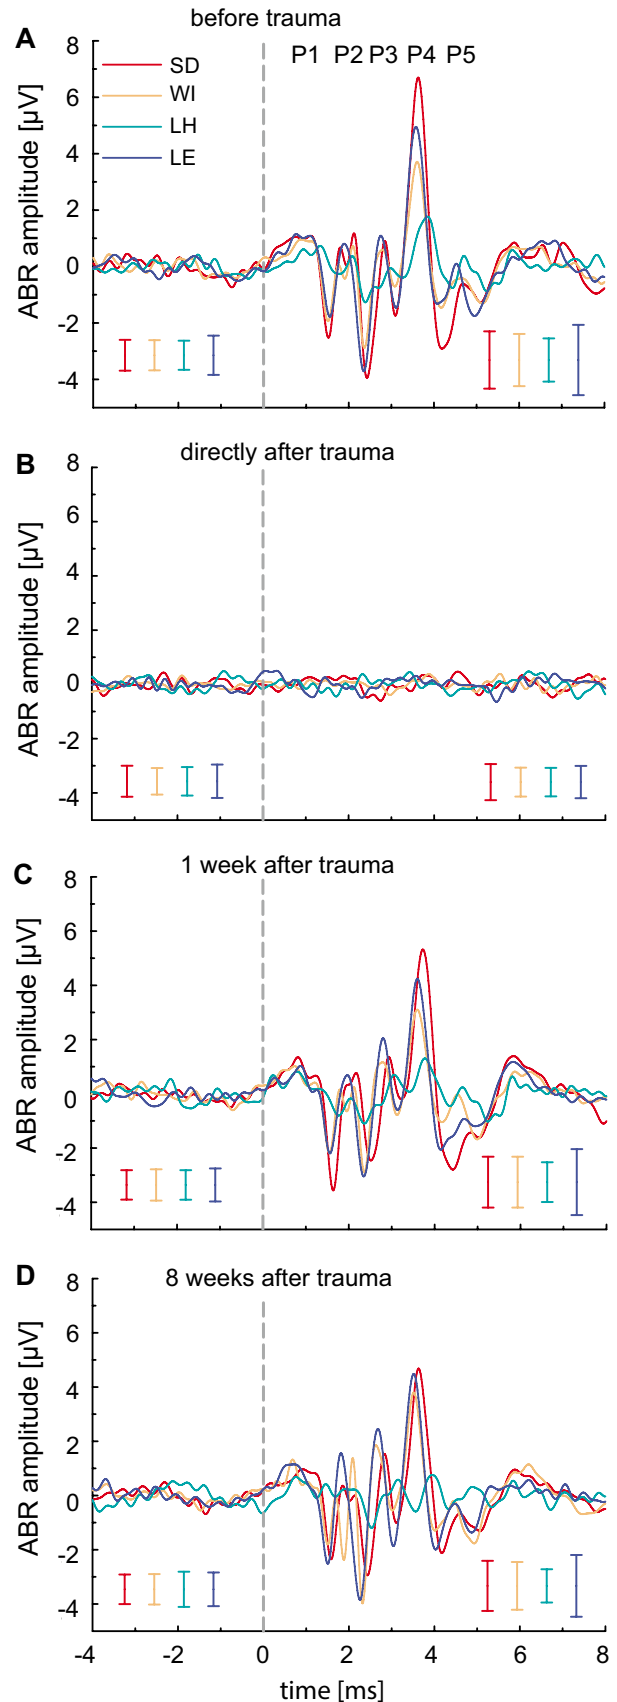 before trauma
A
8
6
4
2
0
-2
-4
ABR amplitude [µV]
P1 P2 P3 P4 P5
SD
WI
LH
LE
directly after trauma
B
8
6
4
2
0
-2
-4
ABR amplitude [µV]
1 week after trauma
C
8
6
4
2
0
-2
-4
ABR amplitude [µV]
8 weeks after trauma
D
8
6
4
2
0
-2
-4
ABR amplitude [µV]
-4 -2 0 2 4 6 8
time [ms]